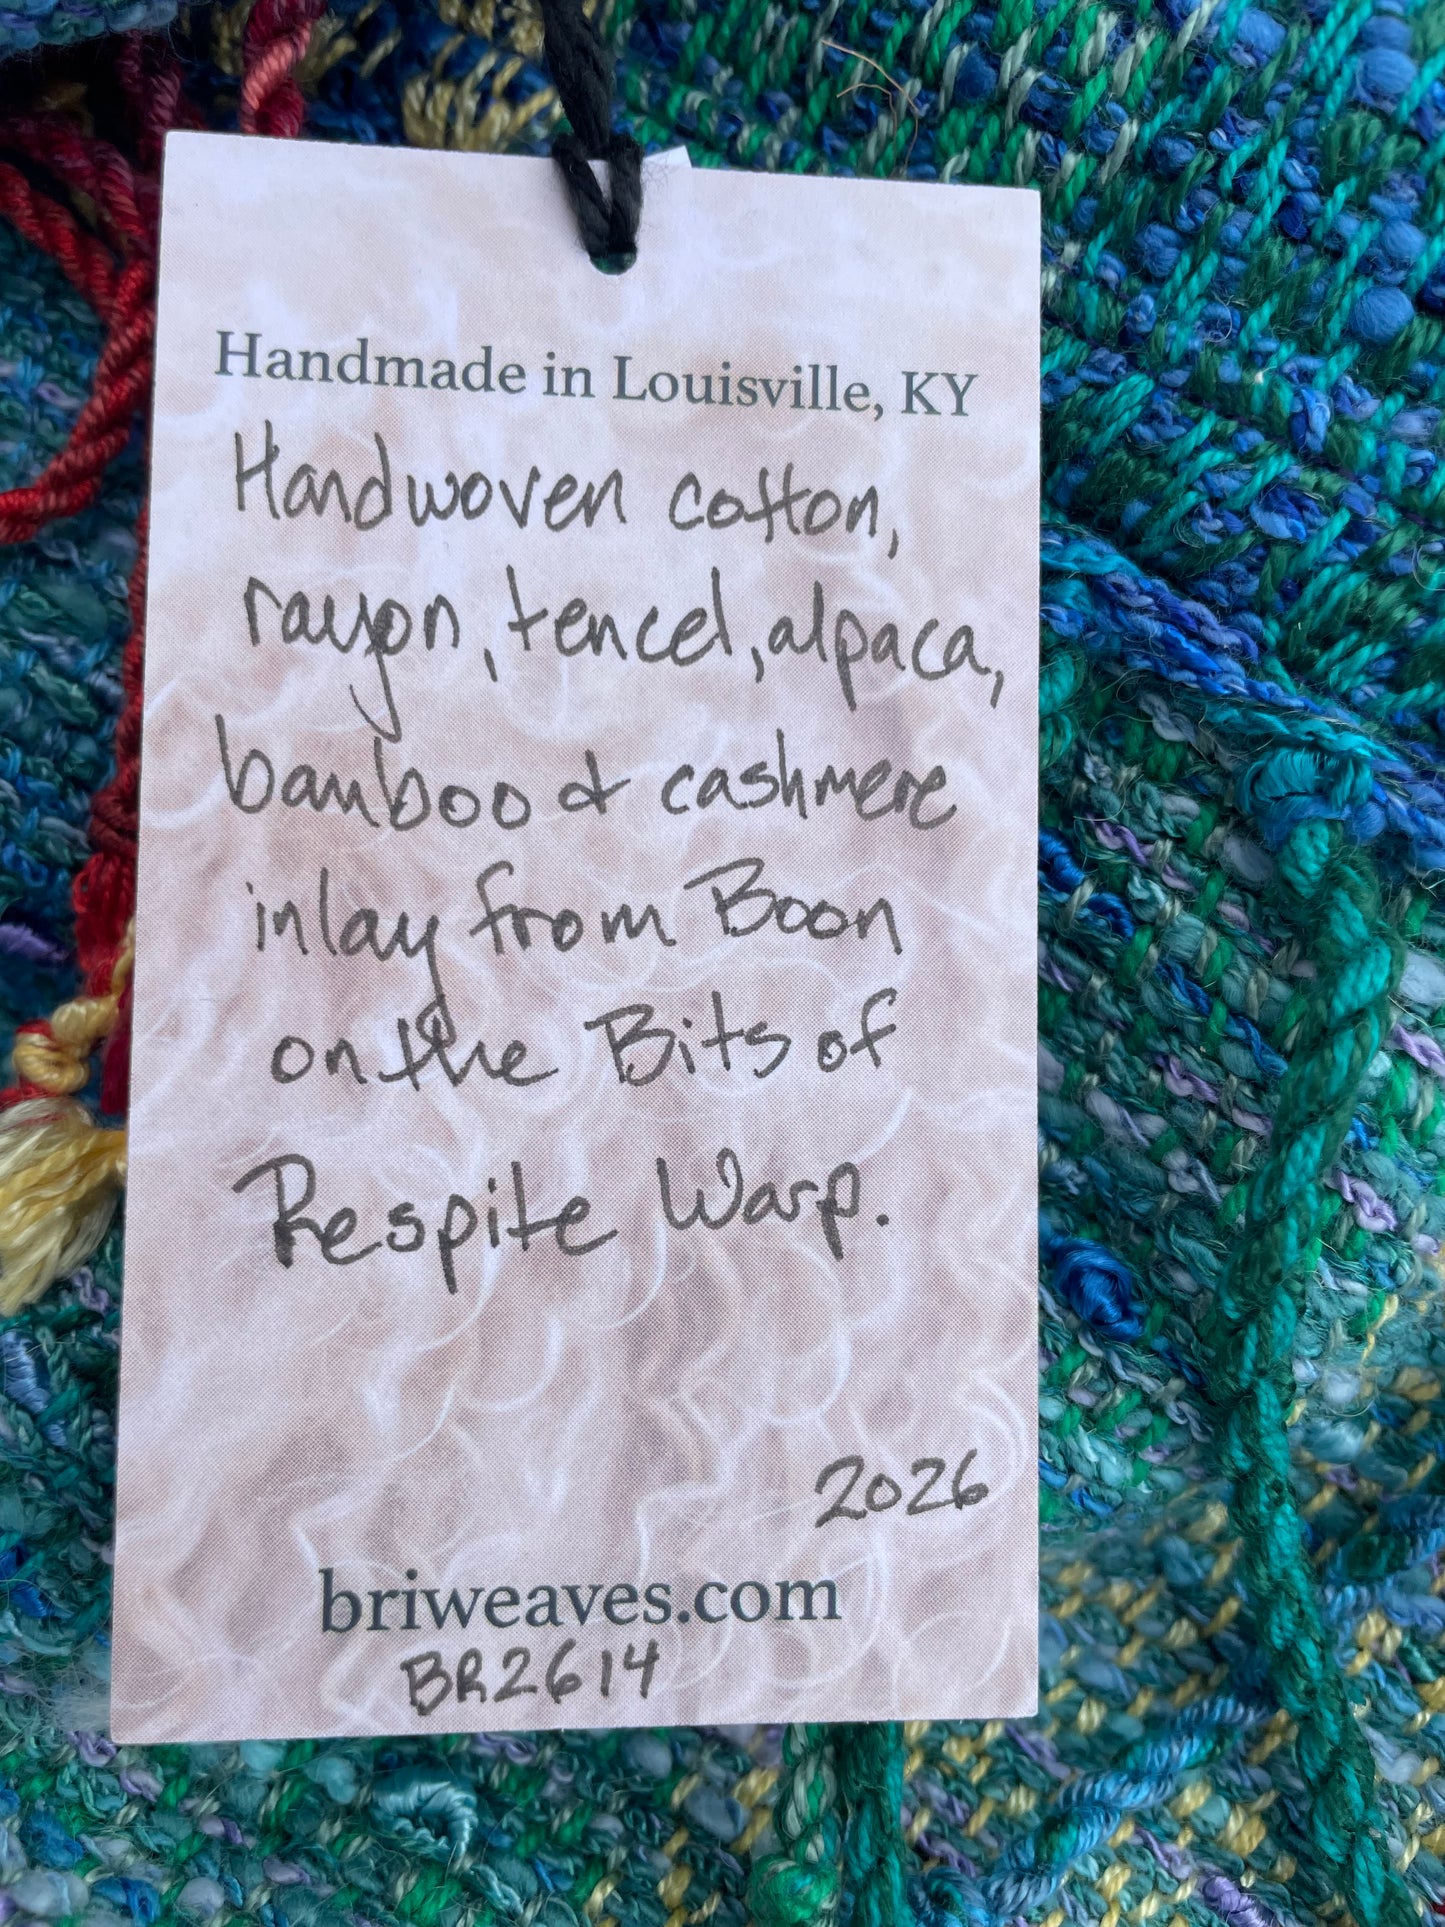 Handmade in Louisville, KY
Handwoven cotton,
rayon, tencel, alpaca,
bamboo & cashmere
inlay from Boon
on the Bits of
Respite Warp.
2026
briweaves.com
BR2614